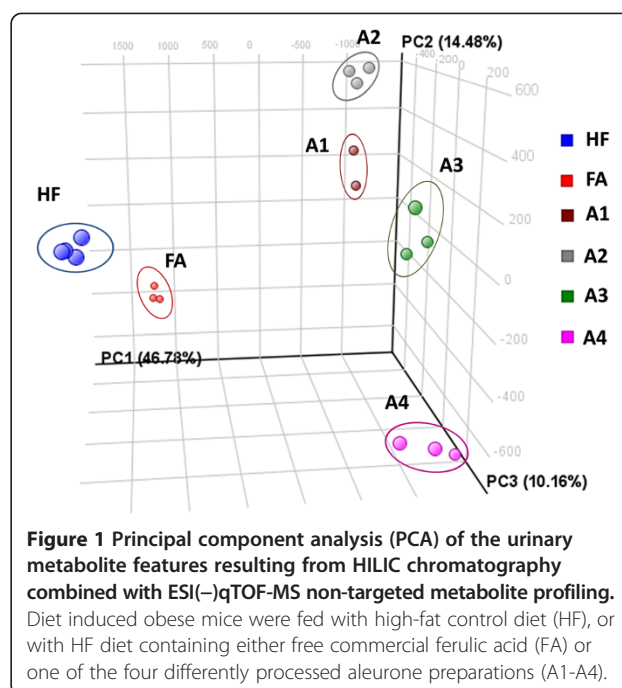 A2
PC2 (14.48%)
1500 1000 500 0 -500 -1000
-400 -200 0 200
600
A1
A3
400
HF
200
FA
0
-200
PC1 (46.78%)
A4
-400
-600
PC3 (10.16%)
HF
FA
A1
A2
A3
A4
Figure 1 Principal component analysis (PCA) of the urinary
metabolite features resulting from HILIC chromatography
combined with ESI(−)qTOF-MS non-targeted metabolite profiling.
Diet induced obese mice were fed with high-fat control diet (HF), or
with HF diet containing either free commercial ferulic acid (FA) or
one of the four differently processed aleurone preparations (A1-A4).